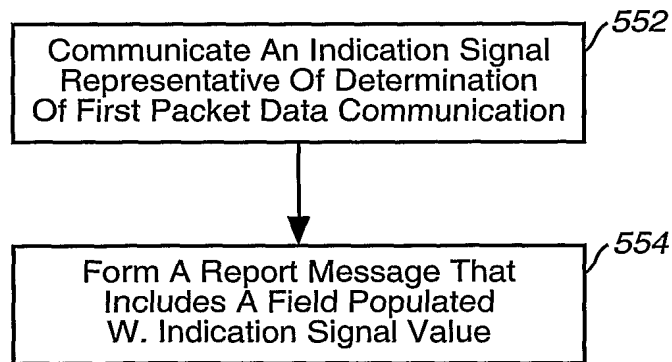 552
Communicate An Indication Signal
Representative Of Determination
Of First Packet Data Communication
554
Form A Report Message That
Includes A Field Populated
W. Indication Signal Value